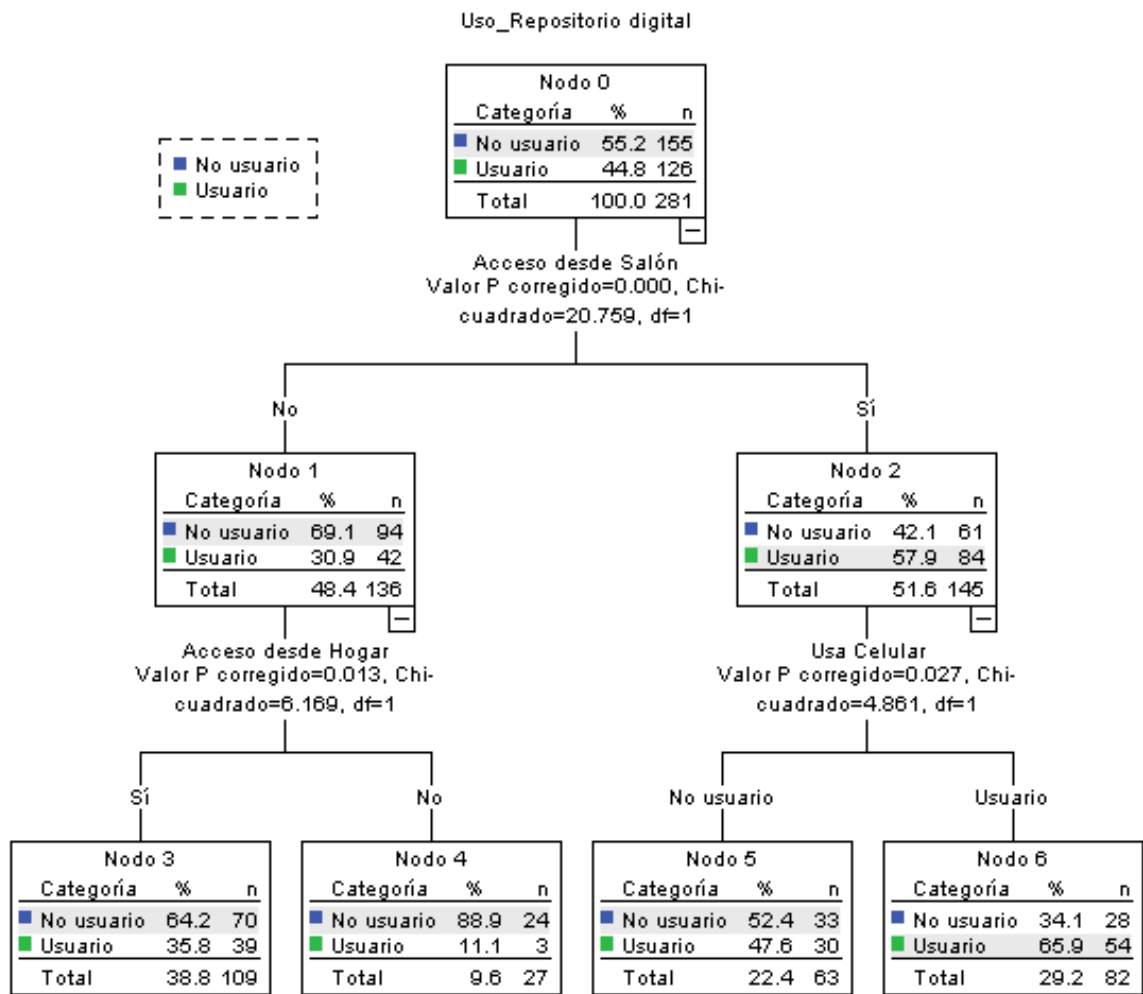 Uso_Repositorio digital
No usuario
Usuario
Nodo 0
Categoría % n
No usuario 55.2 155
Usuario 44.8 126
Total 100.0 281
Acceso desde Salón
Valor P corregido=0.000, Chi-
cuadrado=20.759, df=1
No
Sí
Nodo 1
Categoría % n
No usuario 69.1 94
Usuario 30.9 42
Total 48.4 136
Nodo 2
Categoría % n
No usuario 42.1 61
Usuario 57.9 84
Total 51.6 145
Acceso desde Hogar
Valor P corregido=0.013, Chi-
cuadrado=6.169, df=1
Usa Celular
Valor P corregido=0.027, Chi-
cuadrado=4.861, df=1
Sí
No
No usuario
Usuario
Nodo 3
Categoría % n
No usuario 64.2 70
Usuario 35.8 39
Total 38.8 109
Nodo 4
Categoría % n
No usuario 88.9 24
Usuario 11.1 3
Total 9.6 27
Nodo 5
Categoría % n
No usuario 52.4 33
Usuario 47.6 30
Total 22.4 63
Nodo 6
Categoría % n
No usuario 34.1 28
Usuario 65.9 54
Total 29.2 82